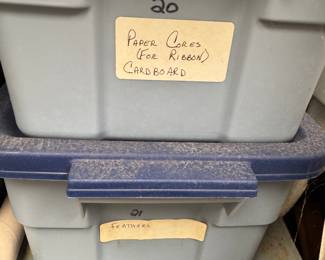 20
PAPER CORES
(FOR RIBBON)
CARDBOARD
21
FEATHERS